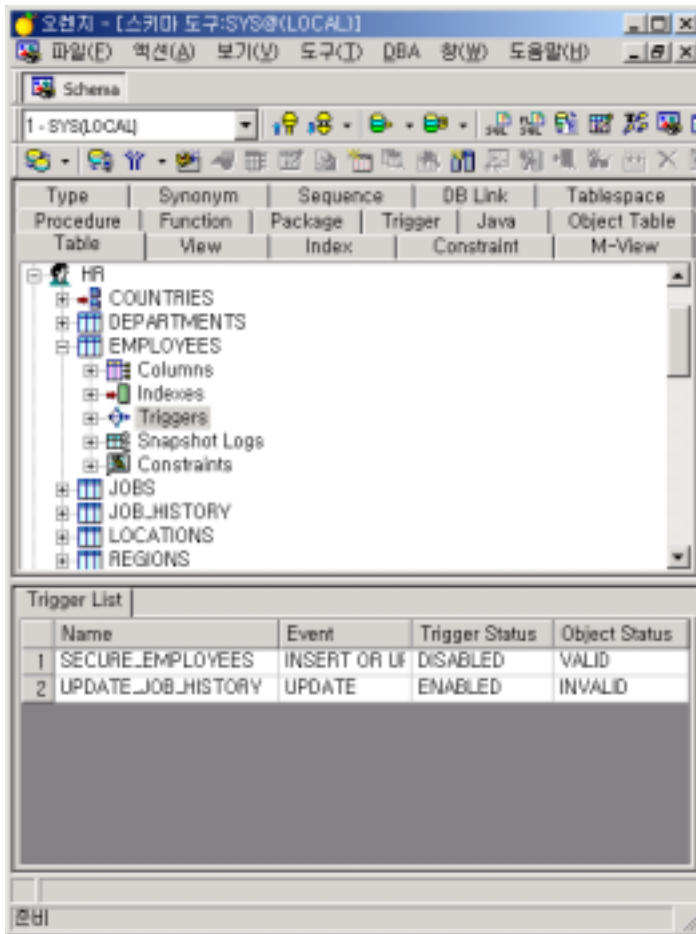 오렌지 - [스키마 도구:SYS@(LOCAL)]
파일(F) 액션(A) 보기(V) 도구(T) DBA 창(W) 도움말(H)
Schema
1 - SYS(LOCAL)
Type Synonym Sequence DB Link Tablespace
Procedure Function Package Trigger Java Object Table
Table View Index Constraint M-View
HR
COUNTRIES
DEPARTMENTS
EMPLOYEES
Columns
Indexes
Triggers
Snapshot Logs
Constraints
JOBS
JOB_HISTORY
LOCATIONS
REGIONS
Trigger List
Name Event Trigger Status Object Status
1 SECURE_EMPLOYEES INSERT OR UF DISABLED VALID
2 UPDATE_JOB_HISTORY UPDATE ENABLED INVALID
준비